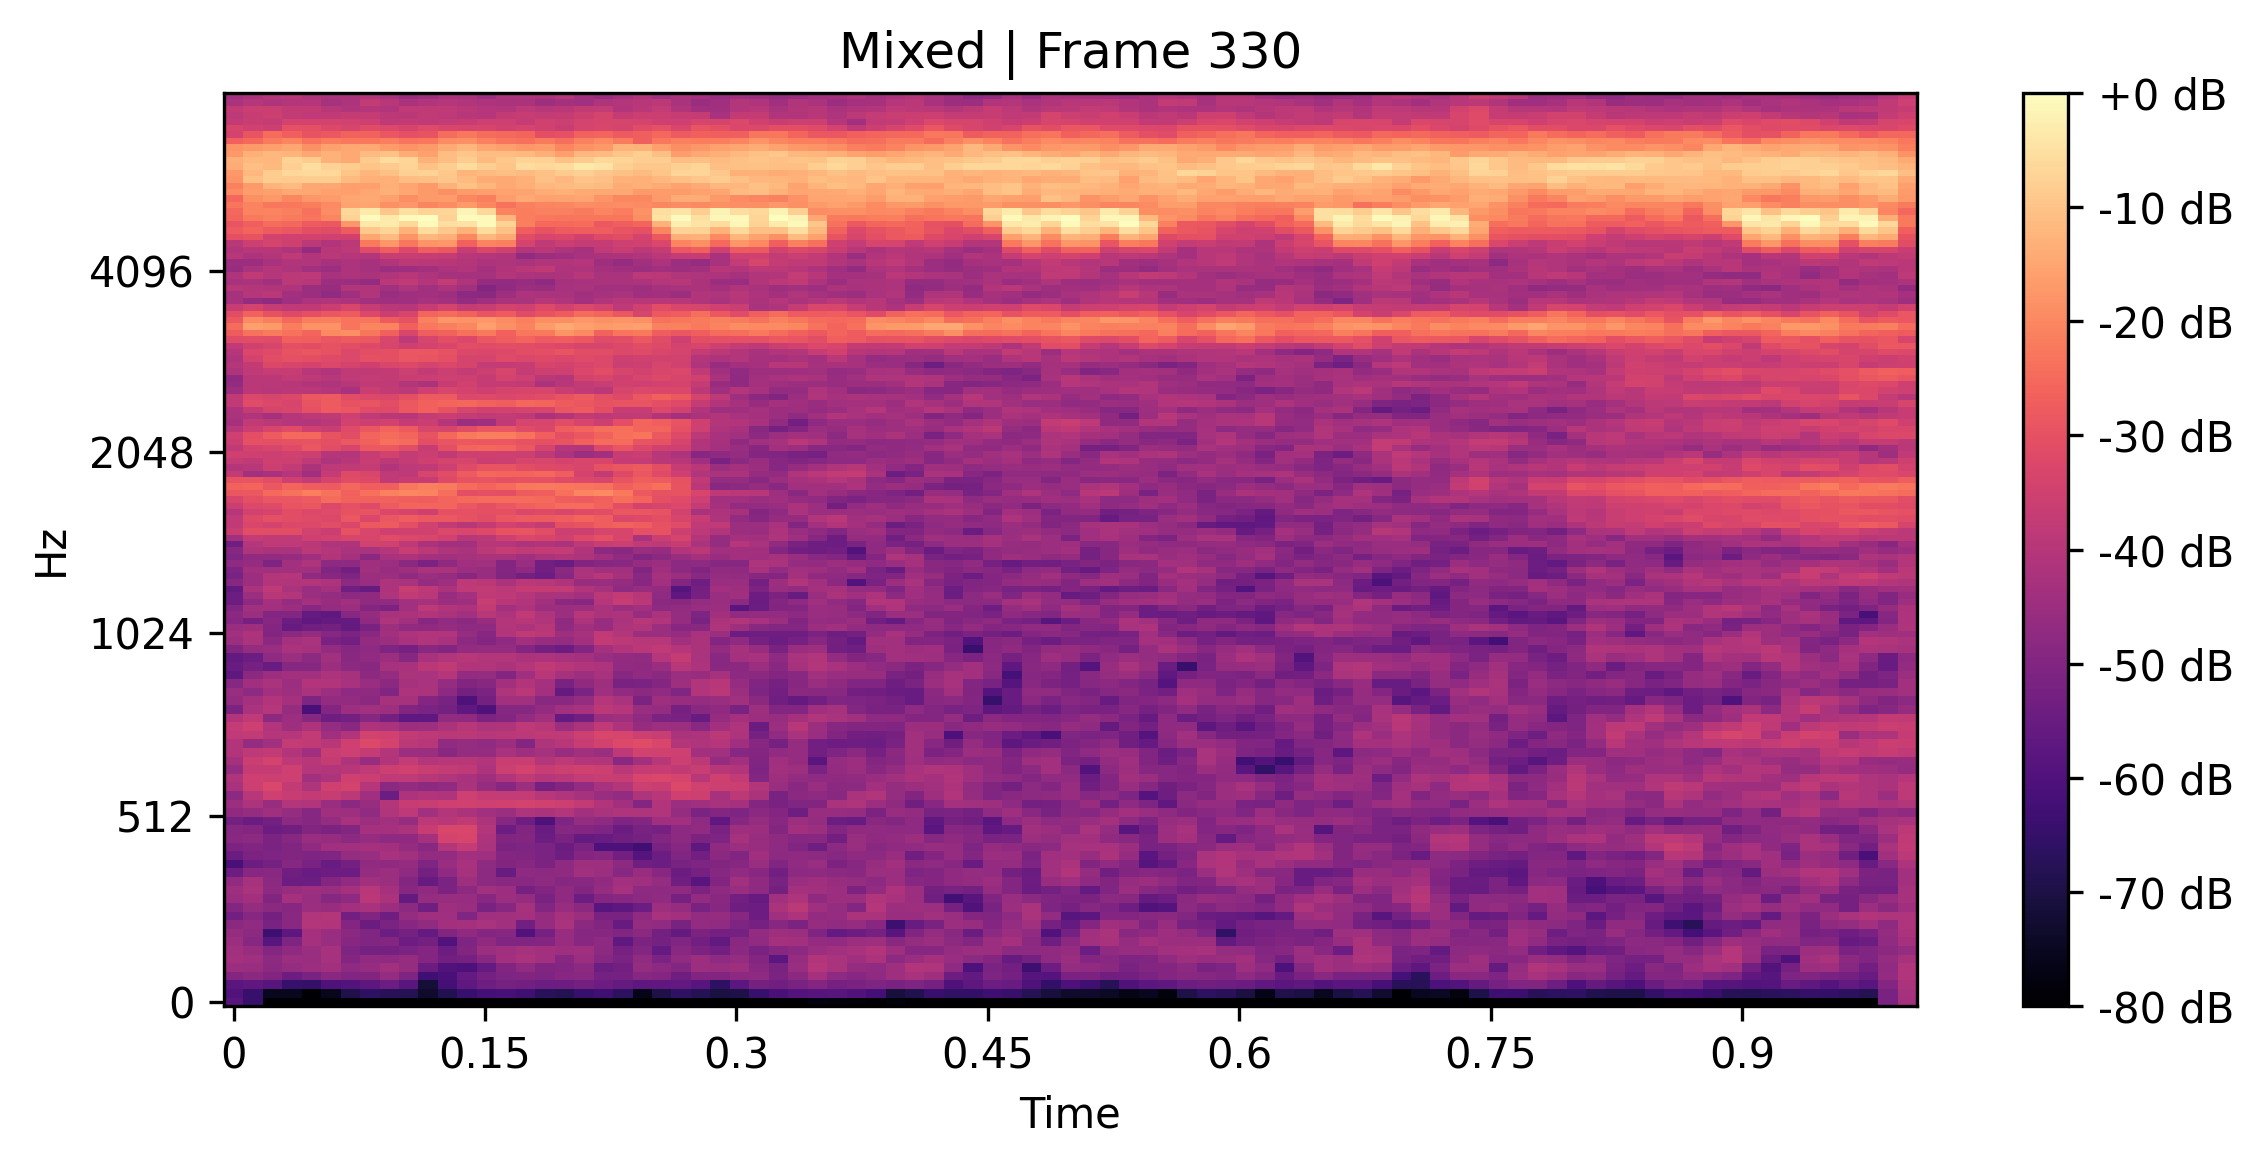 Mixed | Frame 330
+0 dB
-10 dB
-20 dB
-30 dB
-40 dB
-50 dB
-60 dB
-70 dB
-80 dB
4096
2048
1024
512
0
Hz
0 0.15 0.3 0.45 0.6 0.75 0.9
Time